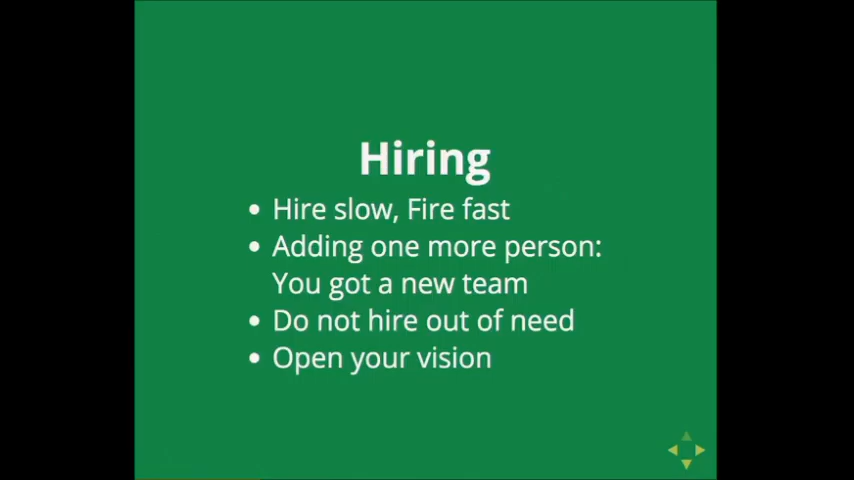 Hiring
• Hire slow, Fire fast
• Adding one more person:
You got a new team
• Do not hire out of need
• Open your vision